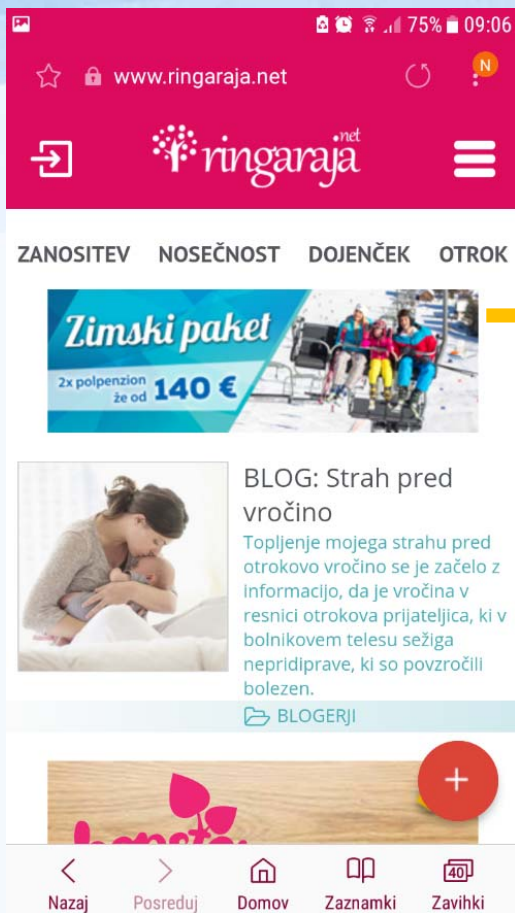 75% 09:06
www.ringaraja.net
N
ringaraja.net
ZANOSITEV NOSEČNOST DOJENČEK OTROK
Zimski paket
2x polpenzion
že od 140 €
BLOG: Strah pred
vročino
Topljenje mojega strahu pred
otrokovo vročino se je začelo z
informacijo, da je vročina v
resnici otrokova prijateljica, ki v
bolnikovem telesu sežiga
nepridiprave, ki so povzročili
bolezen.
BLOGERJI
+
40
Nazaj Posreduj Domov Zaznamki Zavihki